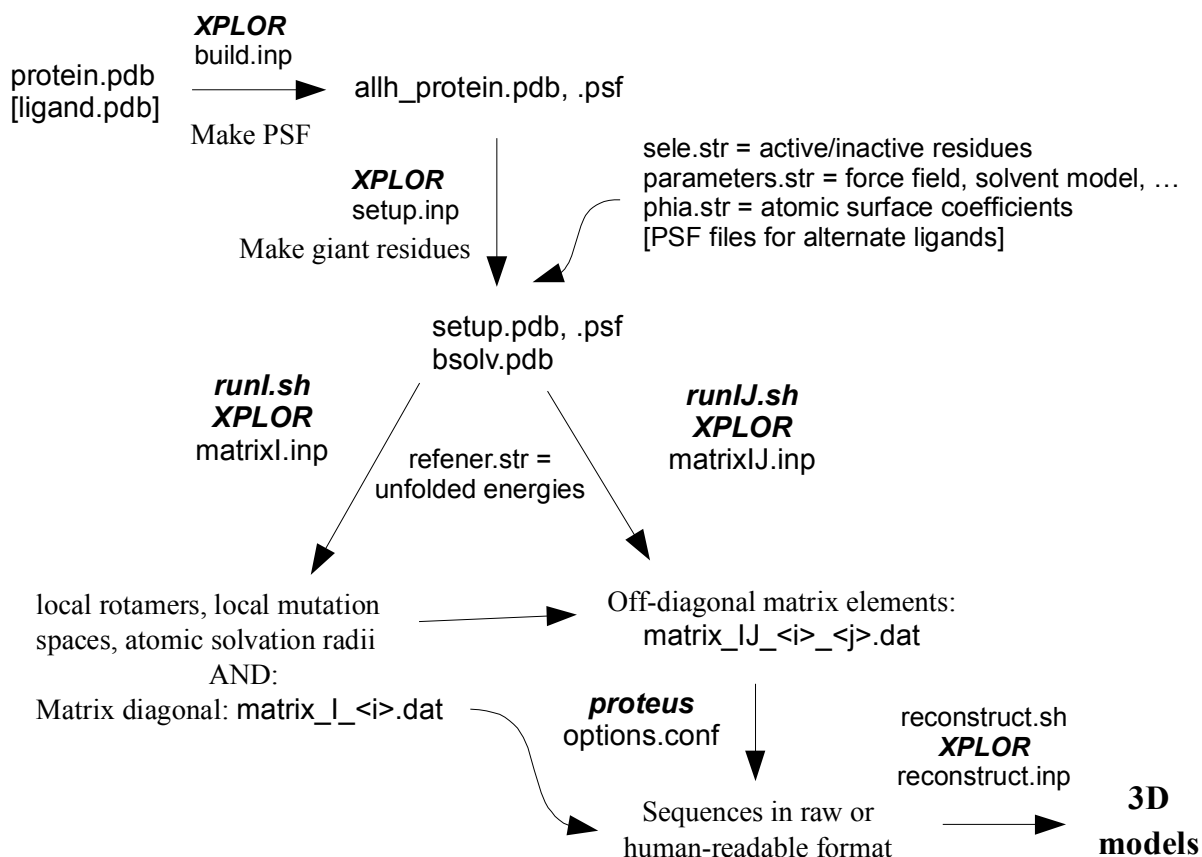 XPLOR
build.inp
protein.pdb
[ligand.pdb]
allh_protein.pdb, .psf
Make PSF
sele.str = active/inactive residues
parameters.str = force field, solvent model, …
phia.str = atomic surface coefficients
[PSF files for alternate ligands]
XPLOR
setup.inp
Make giant residues
setup.pdb, .psf
bsolv.pdb
runI.sh
XPLOR
matrixI.inp
runIJ.sh
XPLOR
matrixIJ.inp
refener.str =
unfolded energies
local rotamers, local mutation
spaces, atomic solvation radii
AND:
Matrix diagonal: matrix_I_<i>.dat
Off-diagonal matrix elements:
matrix_IJ_<i>_<j>.dat
proteus
options.conf
reconstruct.sh
XPLOR
reconstruct.inp
Sequences in raw or
human-readable format
3D
models